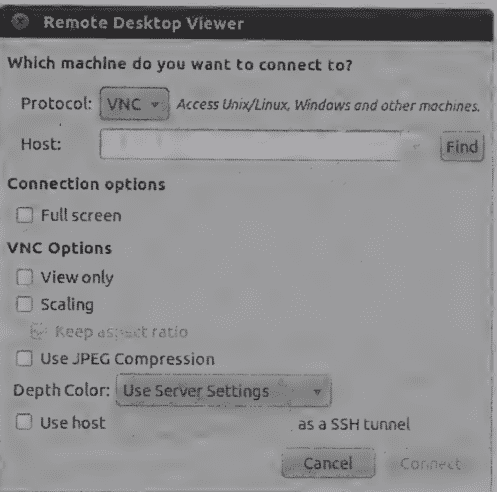 Remote Desktop Viewer
Which machine do you want to connect to?
Protocol: VNC Access Unix/Linux, Windows and other machines.
Host: Find
Connection options
Full screen
VNC Options
View only
Scaling
Keep aspect ratio
Use JPEG Compression
Depth Color: Use Server Settings
Use host as a SSH tunnel
Cancel Connect